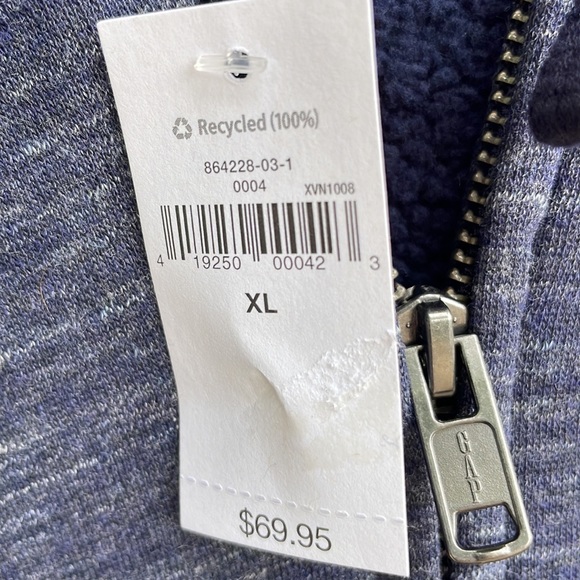 Recycled (100%)
864228-03-1
0004 XVN1008
4 19250 00042 3
XL
$69.95
GAP